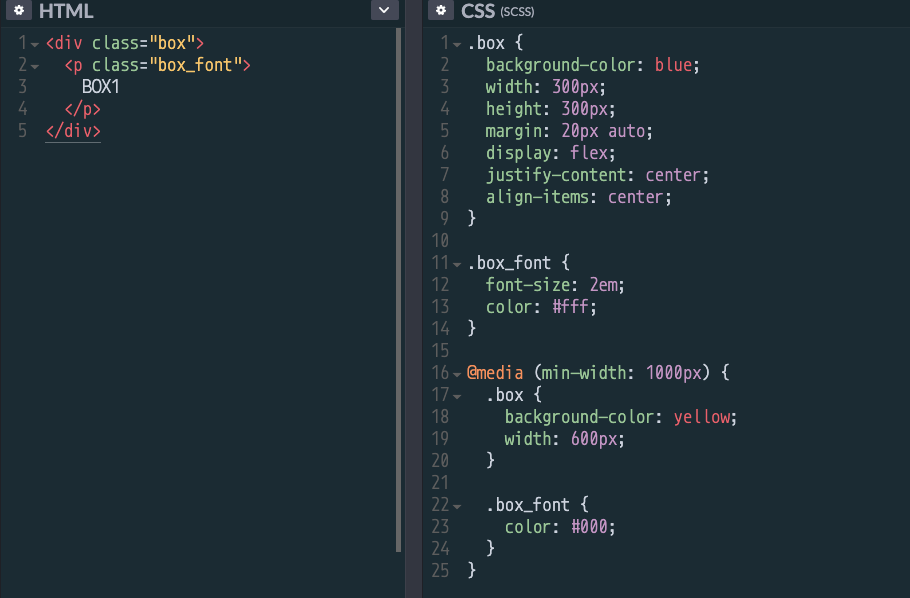 HTML
1 <div class="box">
2 <p class="box_font">
3 BOX1
4 </p>
5 </div>
CSS (SCSS)
1 .box {
2 background-color: blue;
3 width: 300px;
4 height: 300px;
5 margin: 20px auto;
6 display: flex;
7 justify-content: center;
8 align-items: center;
9 }
10
11 .box_font {
12 font-size: 2em;
13 color: #fff;
14 }
15
16 @media (min-width: 1000px) {
17 .box {
18 background-color: yellow;
19 width: 600px;
20 }
21
22 .box_font {
23 color: #000;
24 }
25 }